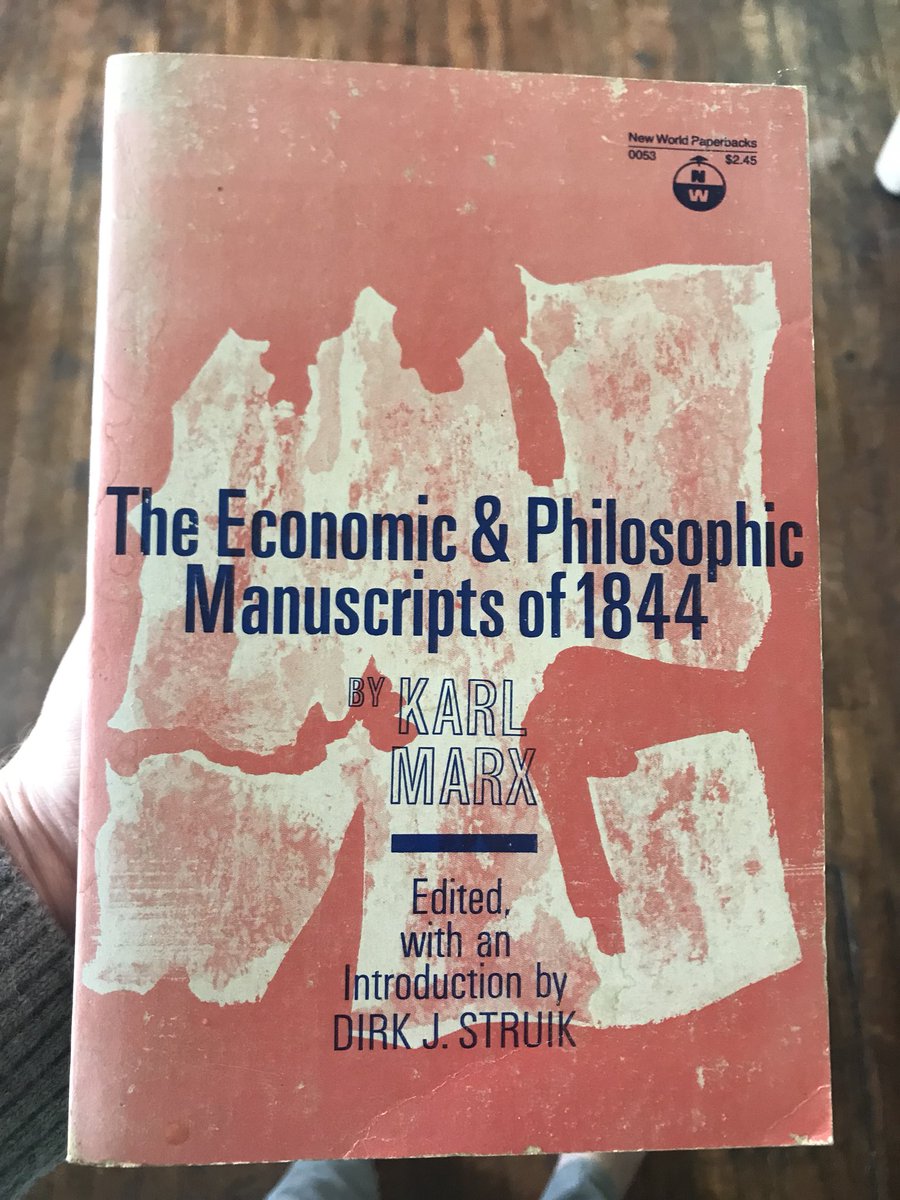 New World Paperbacks
0053 $2.45
N
W
The Economic & Philosophic
Manuscripts of 1844
BY KARL
MARX
Edited,
with an
Introduction by
DIRK J. STRUIK